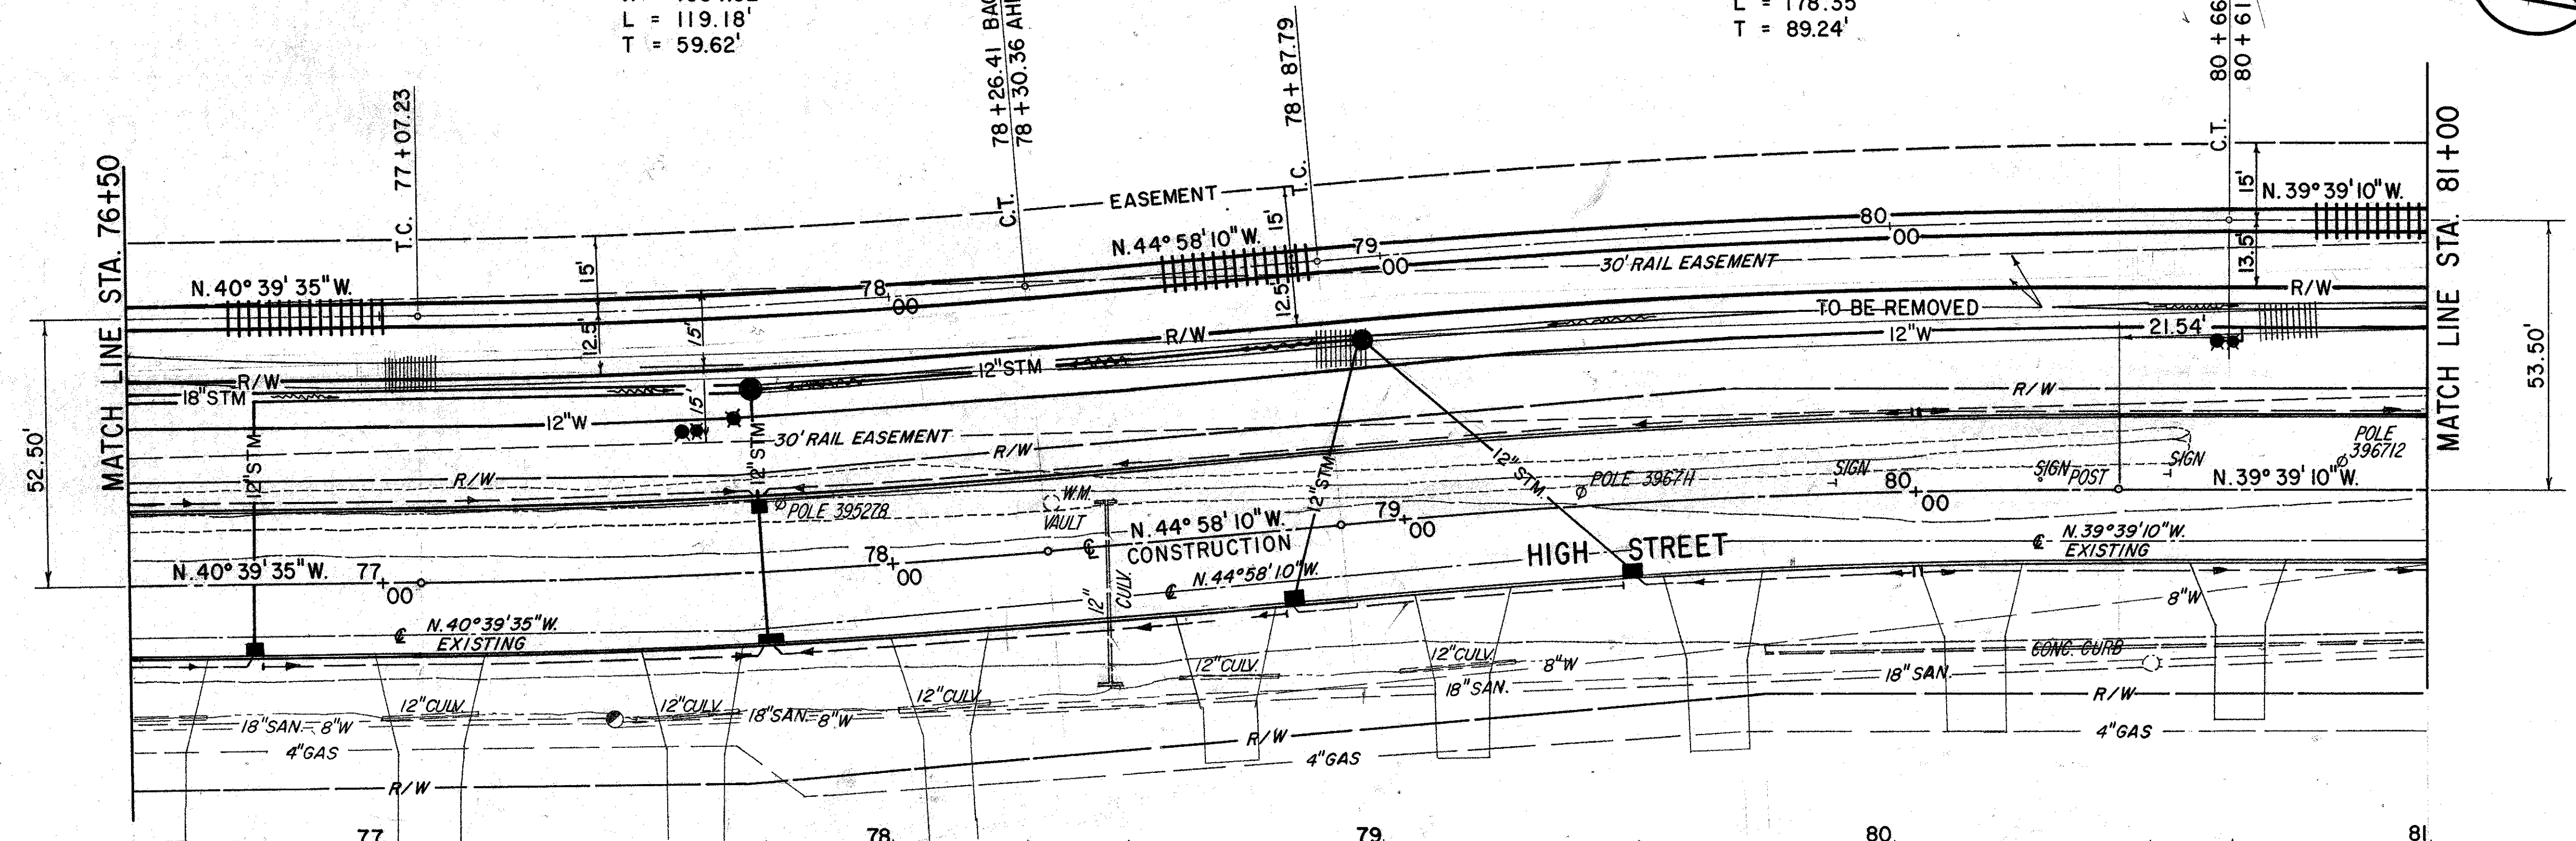 L = 119.18'
T = 59.62'
L = 178.35'
T = 89.24'
MATCH LINE STA. 76+50
T.C. 77+07.23
C.T. 78+26.41
78+30.36
T.C. 78+87.79
C.T. 80+66
80+61
MATCH LINE STA. 81+00
EASEMENT
15'
15'
15'
N. 39° 39' 10" W.
N. 44° 58' 10" W.
N. 40° 39' 35" W.
78
00
79
00
80
00
30' RAIL EASEMENT
12.5'
15'
12.5'
13.5'
R/W
TO BE REMOVED
R/W
12"W
21.54'
R/W
18"STM
12"STM
12"W
15'
30' RAIL EASEMENT
R/W
R/W
R/W
52.50'
53.50'
12"STM
12"STM
12"STM
12"STM.
POLE 395278
W.M.
VAULT
POLE 39671
SIGN
SIGN
POST
SIGN
POLE
396712
80+
00
N. 39° 39' 10" W.
79+
00
N. 44° 58' 10" W.
CONSTRUCTION
78+
00
N. 40° 39' 35" W.
77+
00
HIGH STREET
N. 39° 39' 10" W.
EXISTING
N. 44° 58' 10" W.
N. 40° 39' 35" W.
EXISTING
12" CULV.
8"W
CONC. CURB
12"CULV.
12"CULV.
8"W
18"SAN.
18"SAN.
12"CULV.
12"CULV.
12"CULV.
18"SAN.
8"W
18"SAN.
8"W
R/W
4"GAS
4"GAS
R/W
4"GAS
R/W
77
78
79
80
81